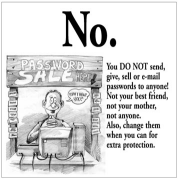 No.
PASSWORD
SALE
You DO NOT send,
give, sell or e-mail
passwords to anyone!
Not your best friend,
not your mother,
not anyone.
Also, change them
when you can for
extra protection.